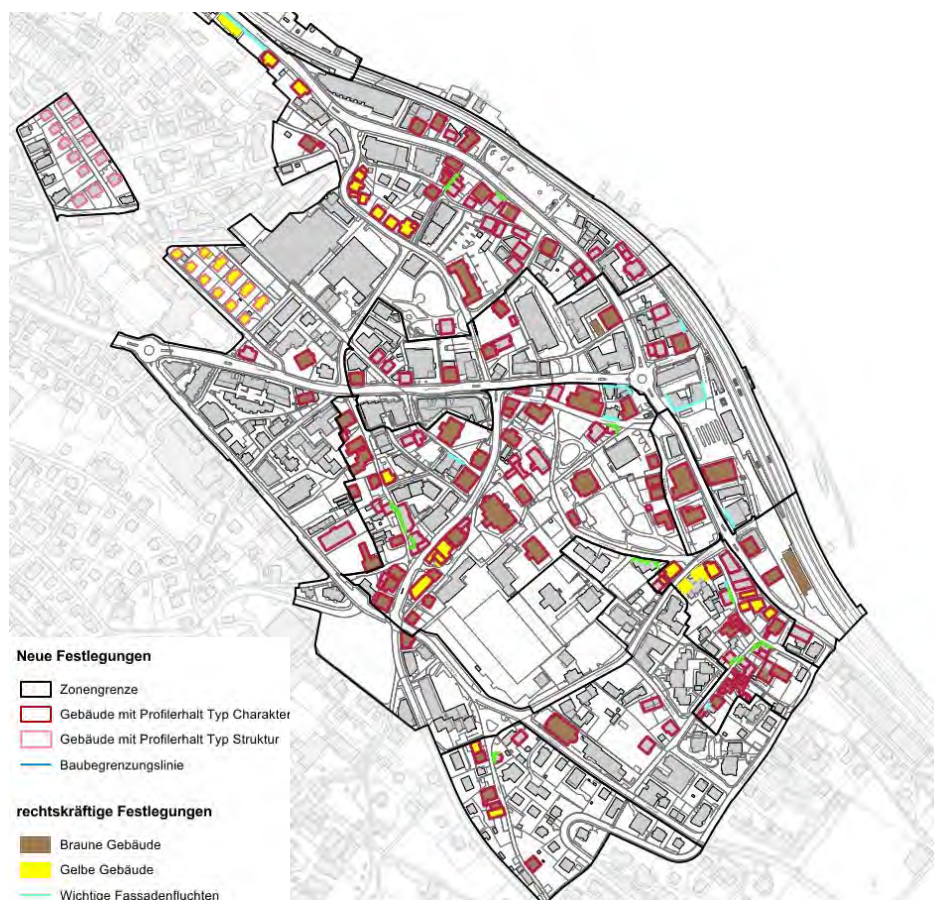 Neue Festlegungen
Zonengrenze
Gebäude mit Profilerhalt Typ Charakter
Gebäude mit Profilerhalt Typ Struktur
Baubegrenzungslinie
rechtskräftige Festlegungen
Braune Gebäude
Gelbe Gebäude
Wichtige Fassadenfluchten